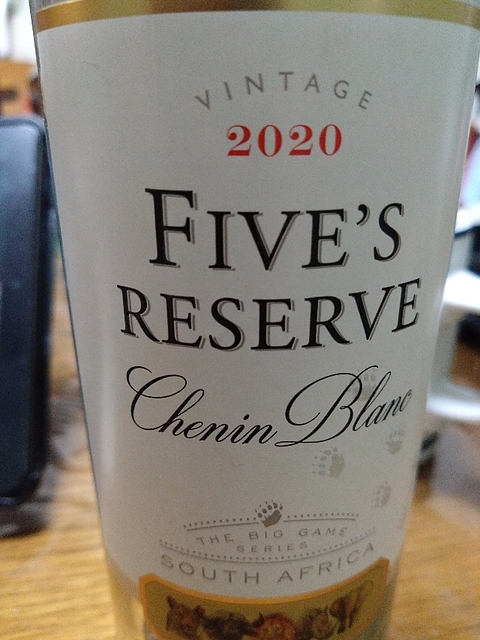 VINTAGE
2020
FIVE'S
RESERVE
Chenin Blanc
THE BIG GAME
SERIES
SOUTH AFRICA